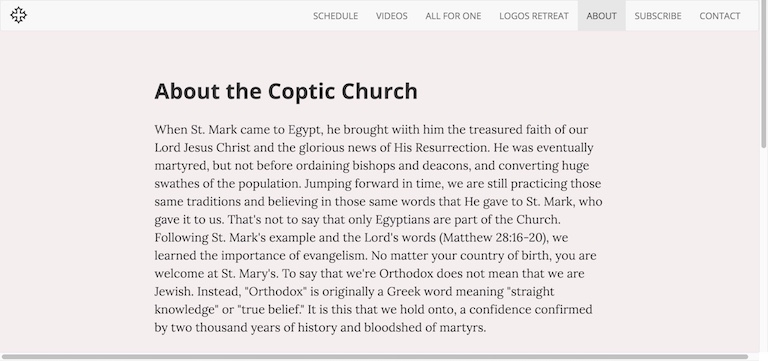 SCHEDULE VIDEOS ALL FOR ONE LOGOS RETREAT ABOUT SUBSCRIBE CONTACT
About the Coptic Church
When St. Mark came to Egypt, he brought wiith him the treasured faith of our
Lord Jesus Christ and the glorious news of His Resurrection. He was eventually
martyred, but not before ordaining bishops and deacons, and converting huge
swathes of the population. Jumping forward in time, we are still practicing those
same traditions and believing in those same words that He gave to St. Mark, who
gave it to us. That's not to say that only Egyptians are part of the Church.
Following St. Mark's example and the Lord's words (Matthew 28:16-20), we
learned the importance of evangelism. No matter your country of birth, you are
welcome at St. Mary's. To say that we're Orthodox does not mean that we are
Jewish. Instead, "Orthodox" is originally a Greek word meaning "straight
knowledge" or "true belief." It is this that we hold onto, a confidence confirmed
by two thousand years of history and bloodshed of martyrs.